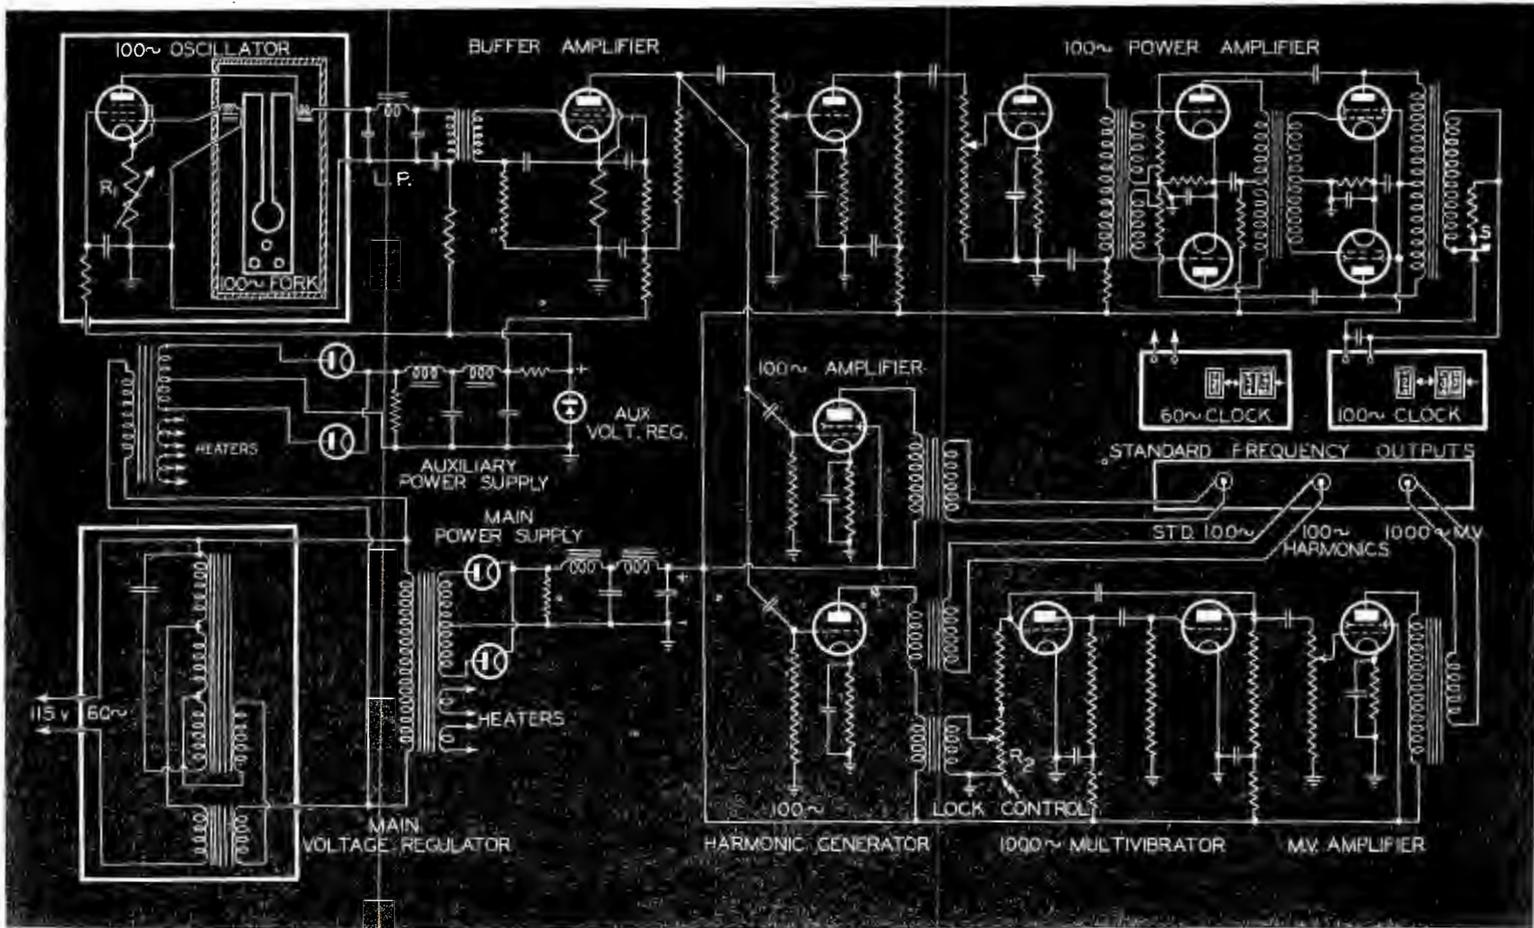 100~ OSCILLATOR
BUFFER AMPLIFIER
100~ POWER AMPLIFIER
R1
L P.
100~ FORK
S
HEATERS
AUX
VOLT. REG.
AUXILIARY
POWER SUPPLY
100~ AMPLIFIER
60~ CLOCK
100~ CLOCK
STANDARD FREQUENCY OUTPUTS
STD. 100~
100~
HARMONICS
1000~ M.V.
MAIN
POWER SUPPLY
HEATERS
115 v 60~
MAIN
VOLTAGE REGULATOR
R2
LOCK CONTROL
100~
HARMONIC GENERATOR
1000~ MULTIVIBRATOR
M.V. AMPLIFIER